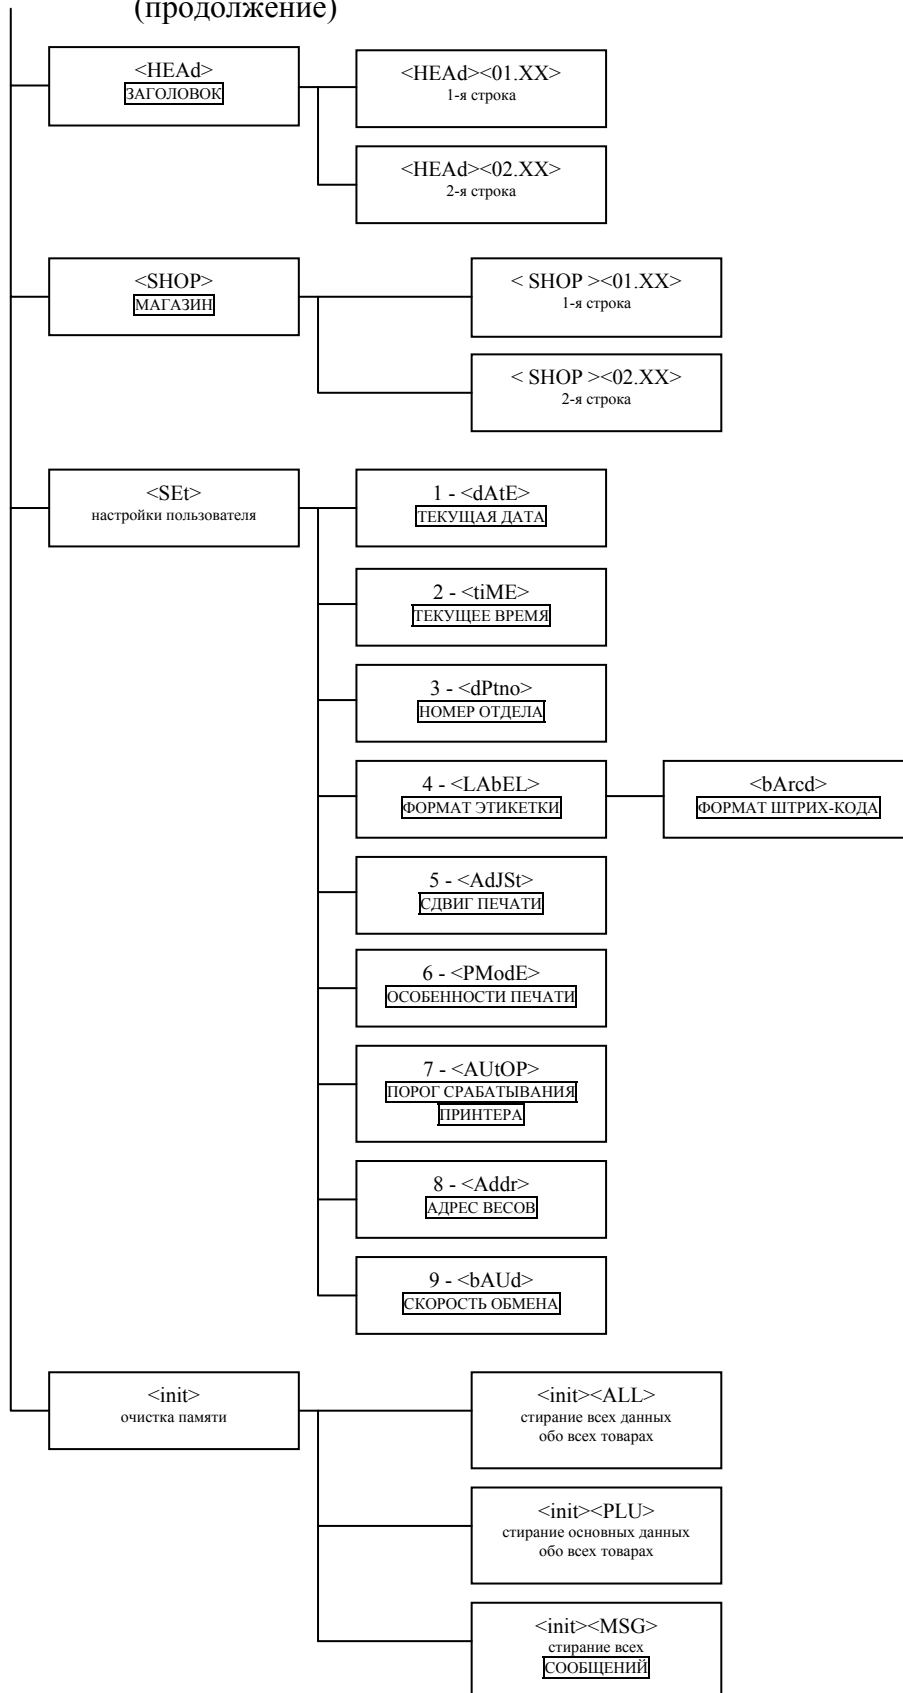 (продолжение)
<HEAd>
ЗАГОЛОВОК
<HEAd><01.XX>
1-я строка
<HEAd><02.XX>
2-я строка
<SHOP>
МАГАЗИН
< SHOP ><01.XX>
1-я строка
< SHOP ><02.XX>
2-я строка
<SEt>
настройки пользователя
1 - <dAtE>
ТЕКУЩАЯ ДАТА
2 - <tiME>
ТЕКУЩЕЕ ВРЕМЯ
3 - <dPtno>
НОМЕР ОТДЕЛА
4 - <LAbEL>
ФОРМАТ ЭТИКЕТКИ
<bArcd>
ФОРМАТ ШТРИХ-КОДА
5 - <AdJSt>
СДВИГ ПЕЧАТИ
6 - <PModE>
ОСОБЕННОСТИ ПЕЧАТИ
7 - <AUtOP>
ПОРОГ СРАБАТЫВАНИЯ
ПРИНТЕРА
8 - <Addr>
АДРЕС ВЕСОВ
9 - <bAUd>
СКОРОСТЬ ОБМЕНА
<init>
очистка памяти
<init><ALL>
стирание всех данных
обо всех товарах
<init><PLU>
стирание основных данных
обо всех товарах
<init><MSG>
стирание всех
СООБЩЕНИЙ